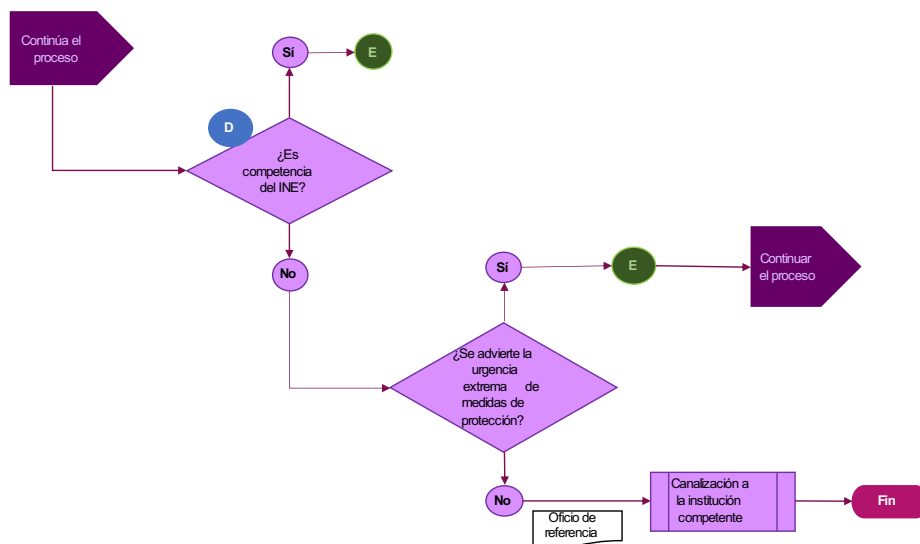 Continúa el
proceso
Sí
E
D
¿Es
competencia
del INE?
No
Sí
E
Continuar
el proceso
¿Se advierte la
urgencia
extrema de
medidas de
protección?
No
Oficio de
referencia
Canalización a
la institución
competente
Fin